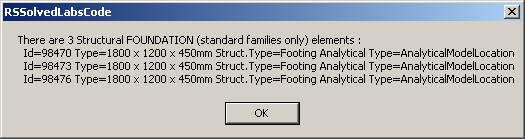 RSSolvedLabsCode
There are 3 Structural FOUNDATION (standard families only) elements :
Id=98470 Type=1800 x 1200 x 450mm Struct.Type=Footing Analytical Type=AnalyticalModelLocation
Id=98473 Type=1800 x 1200 x 450mm Struct.Type=Footing Analytical Type=AnalyticalModelLocation
Id=98476 Type=1800 x 1200 x 450mm Struct.Type=Footing Analytical Type=AnalyticalModelLocation
OK